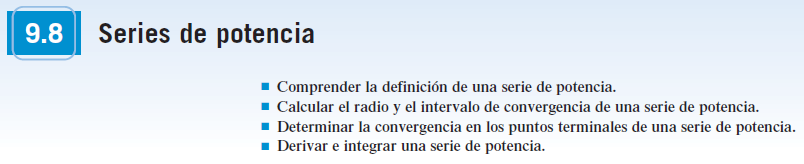 9.8 Series de potencia
■ Comprender la definición de una serie de potencia.
■ Calcular el radio y el intervalo de convergencia de una serie de potencia.
■ Determinar la convergencia en los puntos terminales de una serie de potencia.
■ Derivar e integrar una serie de potencia.